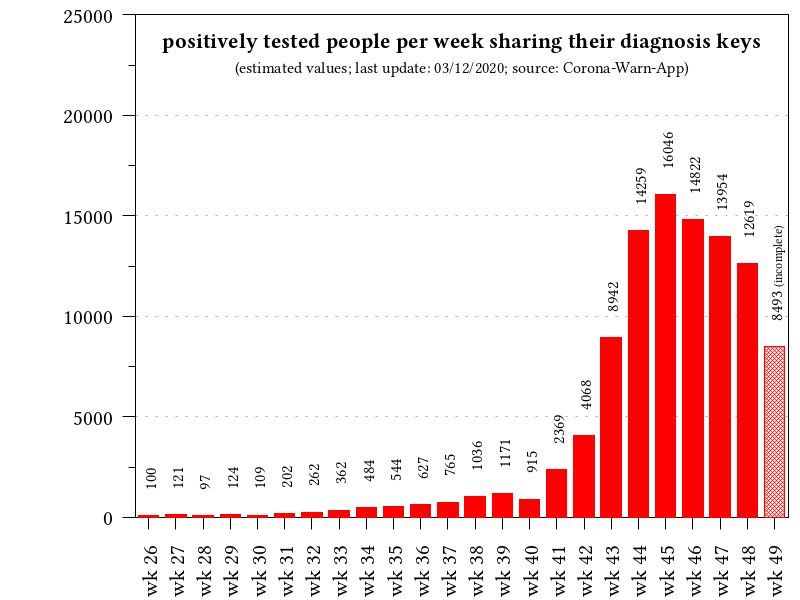 positively tested people per week sharing their diagnosis keys
(estimated values; last update: 03/12/2020; source: Corona-Warn-App)
25000
20000
15000
10000
5000
0
100
121
97
124
109
202
262
362
484
544
627
765
1036
1171
915
2369
4068
8942
14259
16046
14822
13954
12619
8493 (incomplete)
wk 26
wk 27
wk 28
wk 29
wk 30
wk 31
wk 32
wk 33
wk 34
wk 35
wk 36
wk 37
wk 38
wk 39
wk 40
wk 41
wk 42
wk 43
wk 44
wk 45
wk 46
wk 47
wk 48
wk 49